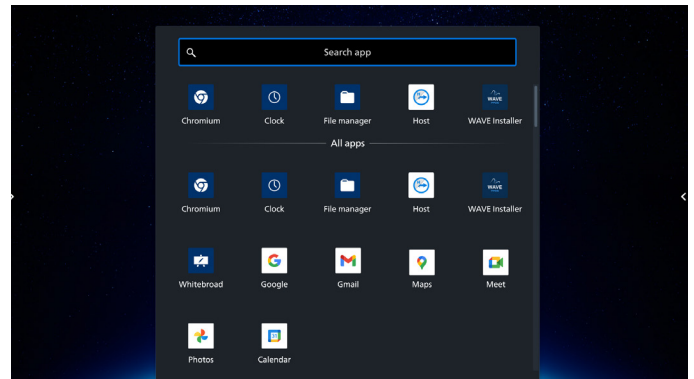 Search app
Chromium Clock File manager Host WAVE Installer
All apps
Chromium Clock File manager Host WAVE Installer
Whitebroad Google Gmail Maps Meet
Photos Calendar